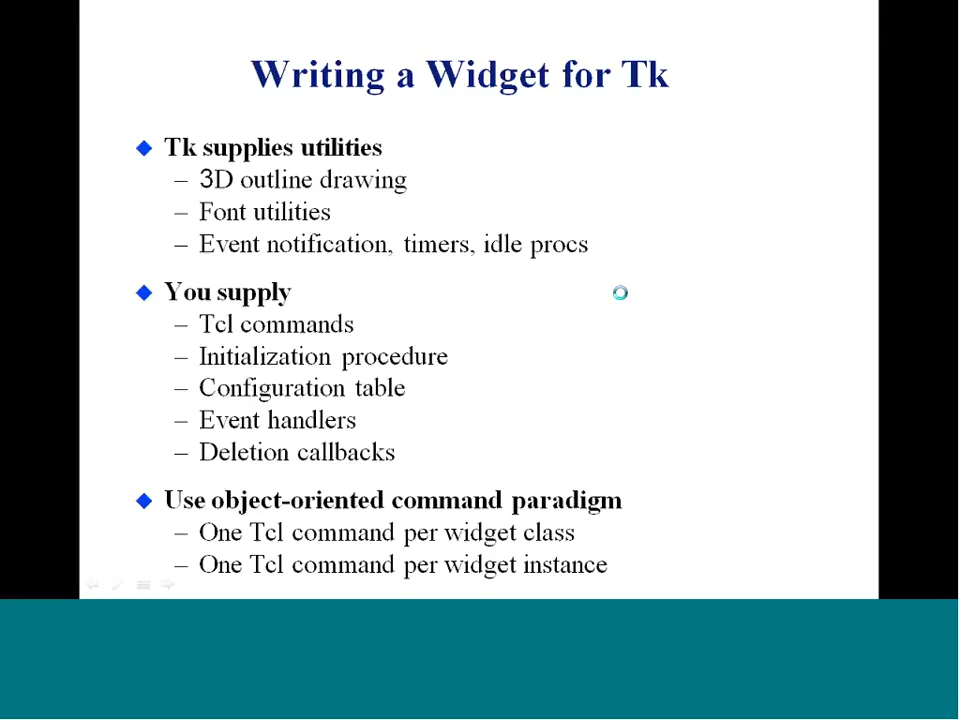 Writing a Widget for Tk
Tk supplies utilities
– 3D outline drawing
– Font utilities
– Event notification, timers, idle procs
You supply
– Tcl commands
– Initialization procedure
– Configuration table
– Event handlers
– Deletion callbacks
Use object-oriented command paradigm
– One Tcl command per widget class
– One Tcl command per widget instance